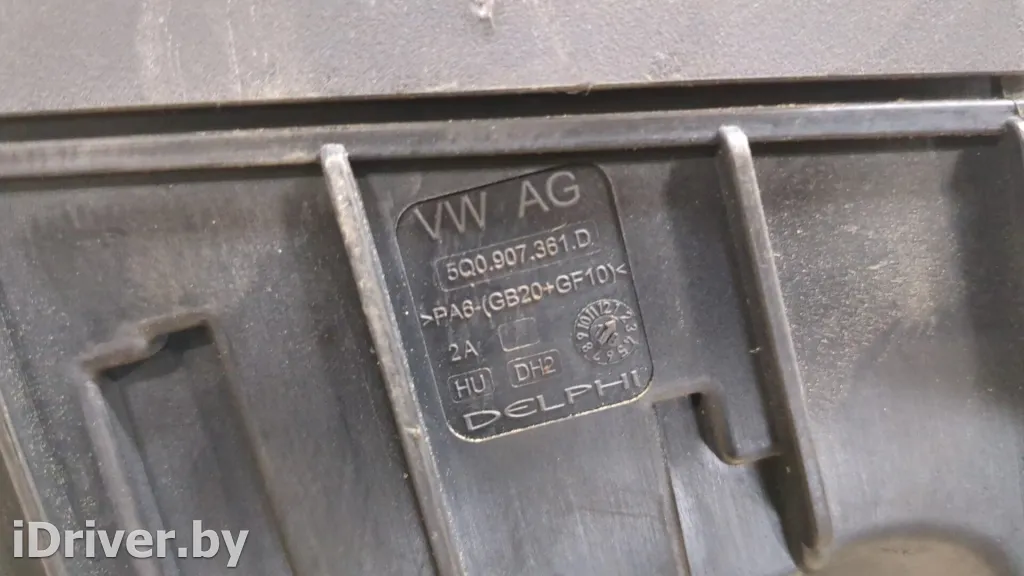 VW AG
5Q0.907.361.D
>PA6-(GB20+GF10)<
2A
HU DH2
DELPHI
iDriver.by